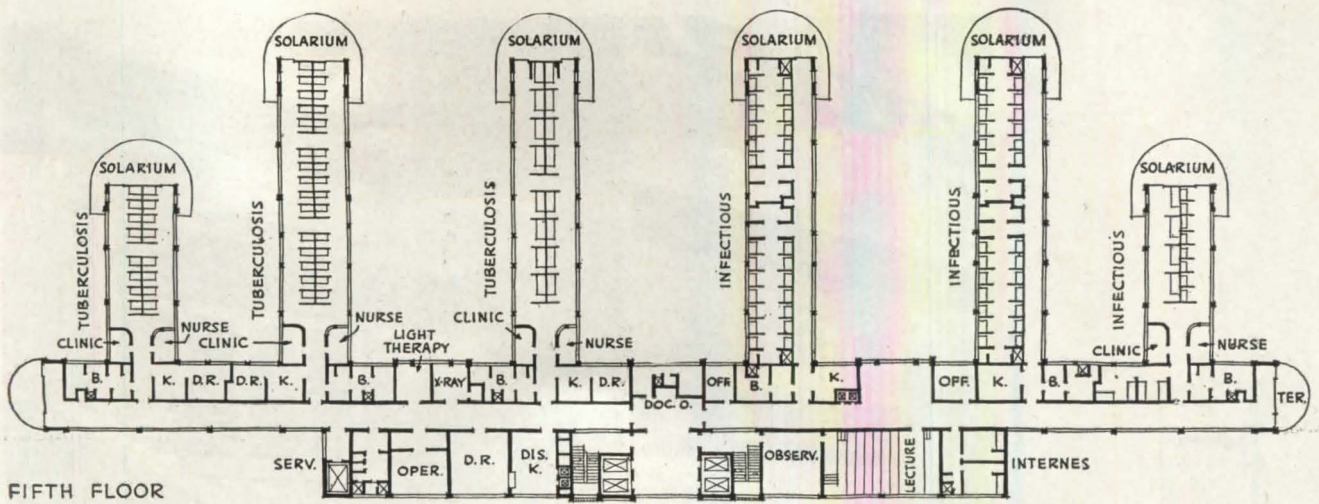 SOLARIUM
SOLARIUM
SOLARIUM
SOLARIUM
SOLARIUM
SOLARIUM
TUBERCULOSIS
TUBERCULOSIS
TUBERCULOSIS
INFECTIOUS
INFECTIOUS
INFECTIOUS
CLINIC
NURSE
CLINIC
NURSE
LIGHT
THERAPY
CLINIC
NURSE
CLINIC
NURSE
B.
K.
D.R.
D.R.
K.
B.
X-RAY
B.
K.
D.R.
DOC. O.
OFF.
B.
K.
OFF.
K.
B.
B.
TER.
SERV.
OPER.
D.R.
DIS.
K.
OBSERV.
LECTURE
INTERNES
FIFTH FLOOR